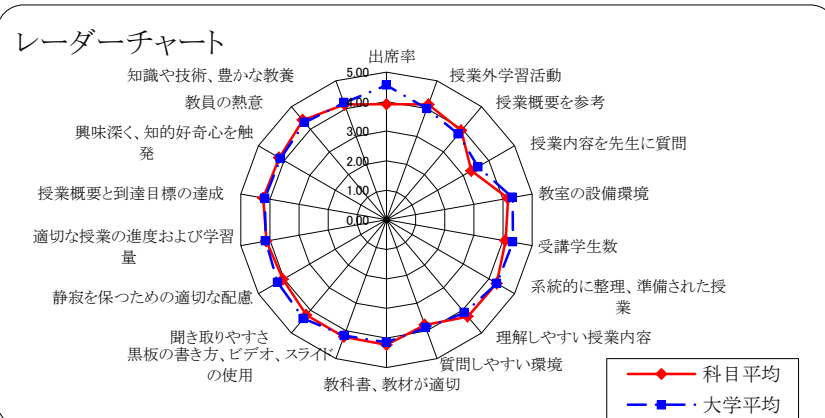 レーダーチャート
出席率
授業外学習活動
授業概要を参考
授業内容を先生に質問
教室の設備環境
受講学生数
系統的に整理、準備された授
業
理解しやすい授業内容
質問しやすい環境
教科書、教材が適切
黒板の書き方、ビデオ、スライド
の使用
聞き取りやすさ
静寂を保つための適切な配慮
適切な授業の進度および学習
量
授業概要と到達目標の達成
興味深く、知的好奇心を触
発
教員の熱意
知識や技術、豊かな教養
5.00
4.00
3.00
2.00
1.00
0.00
科目平均
大学平均